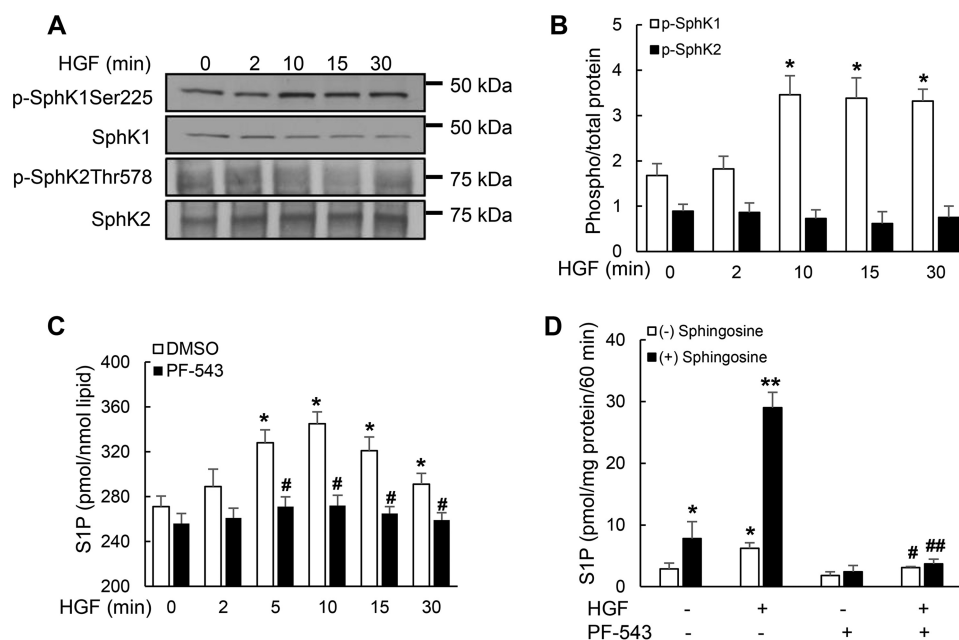 A
HGF (min) 0 2 10 15 30
p-SphK1Ser225 50 kDa
SphK1 50 kDa
p-SphK2Thr578 75 kDa
SphK2 75 kDa
B
p-SphK1
p-SphK2
Phospho/total protein
5
4
3
2
1
0
* * *
HGF (min) 0 2 10 15 30
C
DMSO
PF-543
S1P (pmol/nmol lipid)
400
360
320
280
240
200
* * * *
# # # #
HGF (min) 0 2 5 10 15 30
D
(-) Sphingosine
(+) Sphingosine
S1P (pmol/mg protein/60 min)
40
30
20
10
0
* * ** # ##
HGF - + - +
PF-543 - - + +